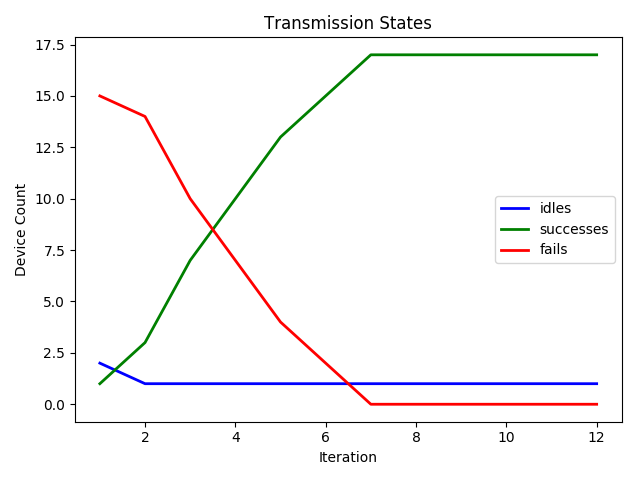 Transmission States
17.5
15.0
12.5
10.0
7.5
5.0
2.5
0.0
Device Count
idles
successes
fails
2 4 6 8 10 12
Iteration